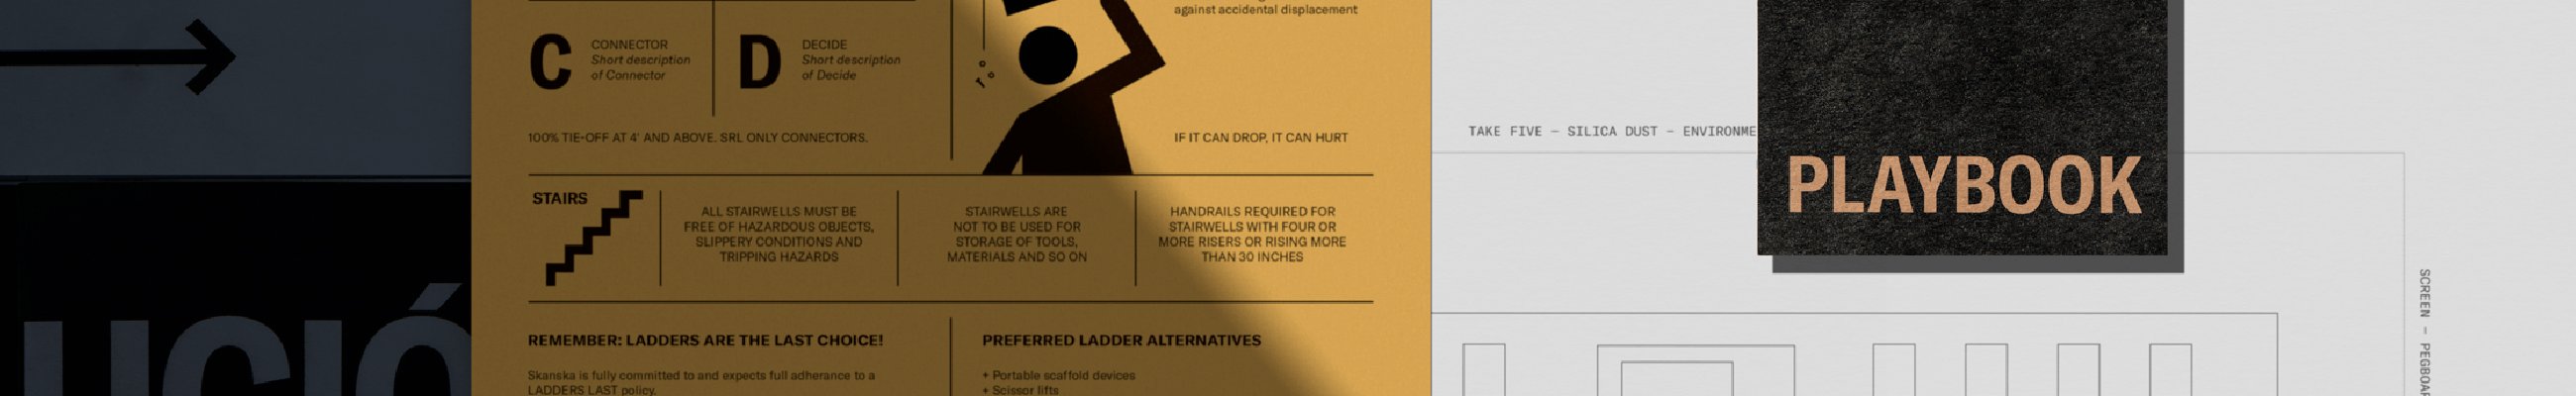 UCIÓ
against accidental displacement
C
CONNECTOR
Short description
of Connector
D
DECIDE
Short description
of Decide
100% TIE-OFF AT 4' AND ABOVE. SRL ONLY CONNECTORS.
IF IT CAN DROP, IT CAN HURT
STAIRS
ALL STAIRWELLS MUST BE
FREE OF HAZARDOUS OBJECTS,
SLIPPERY CONDITIONS AND
TRIPPING HAZARDS
STAIRWELLS ARE
NOT TO BE USED FOR
STORAGE OF TOOLS,
MATERIALS AND SO ON
HANDRAILS REQUIRED FOR
STAIRWELLS WITH FOUR OR
MORE RISERS OR RISING MORE
THAN 30 INCHES
REMEMBER: LADDERS ARE THE LAST CHOICE!
Skanska is fully committed to and expects full adherence to a
LADDERS LAST policy.
PREFERRED LADDER ALTERNATIVES
+ Portable scaffold devices
+ Scissor lifts
TAKE FIVE – SILICA DUST – ENVIRONME
PLAYBOOK
SCREEN – PEGBOA